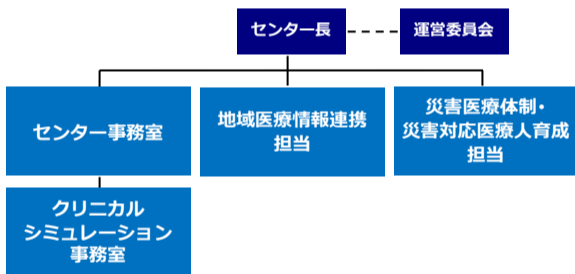 センター長
運営委員会
センター事務室
地域医療情報連携
担当
災害医療体制・
災害対応医療人育成
担当
クリニカル
シミュレーション
事務室